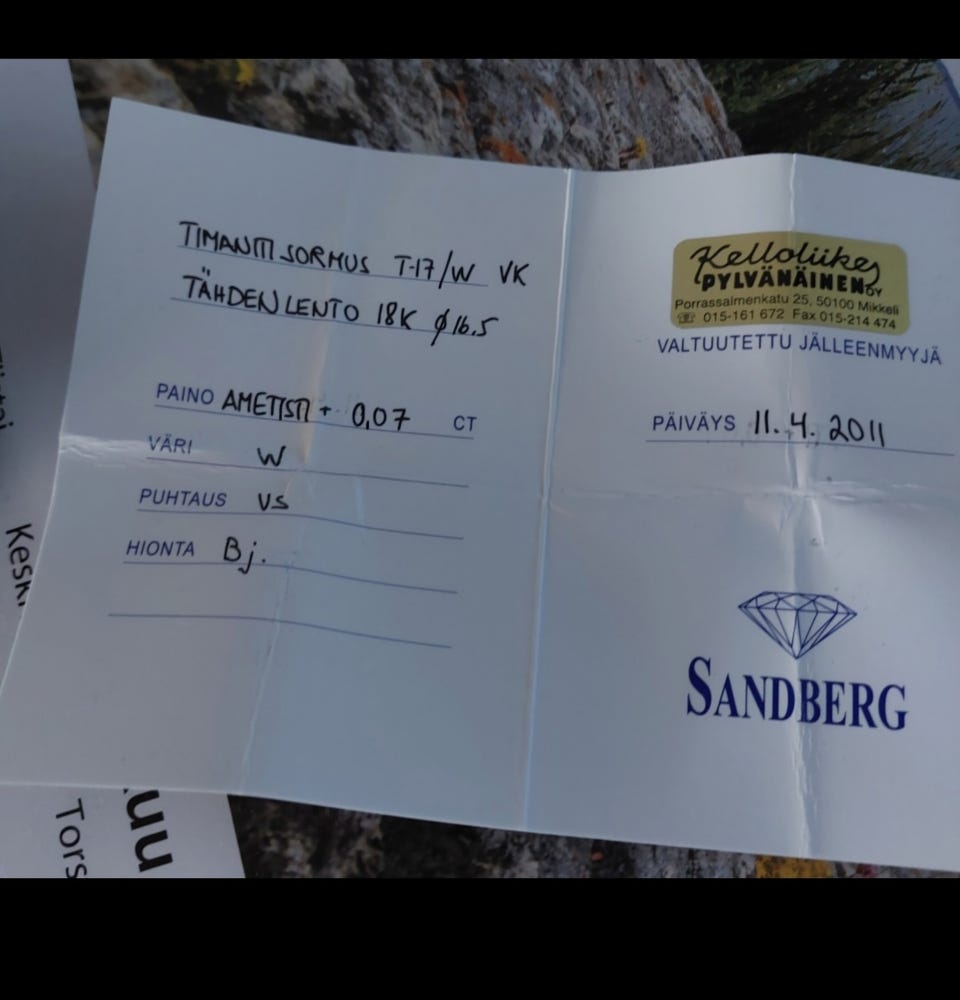 TIMANTTISORMUS T-17/W VK
TÄHDENLENTO 18K ∅16.5
PAINO AMETISTI + 0,07 CT
VÄRI W
PUHTAUS VS
HIONTA Bj.
Kelloliike
PYLVÄNÄINEN OY
Porrassalmenkatu 25, 50100 Mikkeli
☎ 015-161 672 Fax 015-214 474
VALTUUTETTU JÄLLEENMYYJÄ
PÄIVÄYS 11.4.2011
SANDBERG
Tors
uu